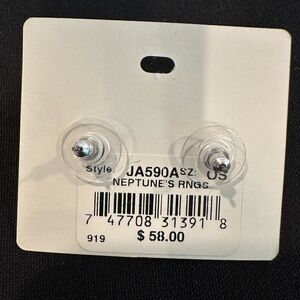 Style: JA590A SZ: OS
NEPTUNE'S RNGS
7 47708 31391 8
919 $ 58.00